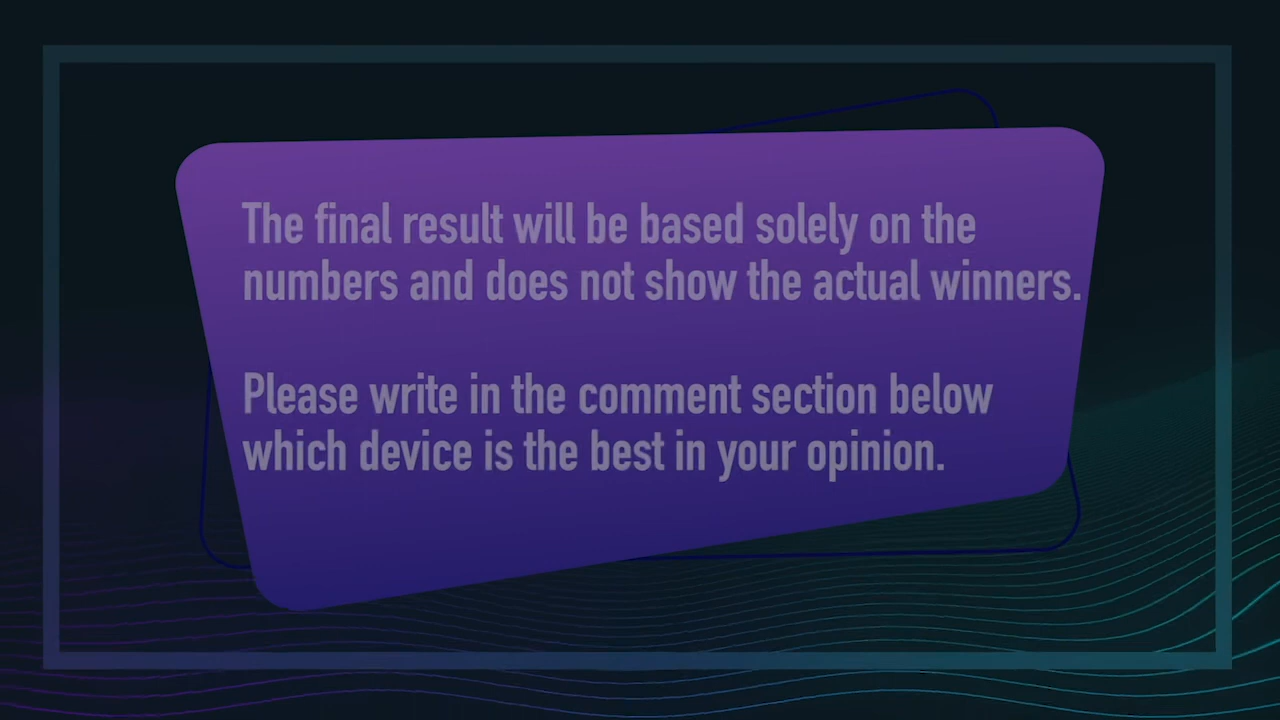 The final result will be based solely on the
numbers and does not show the actual winners.
Please write in the comment section below
which device is the best in your opinion.